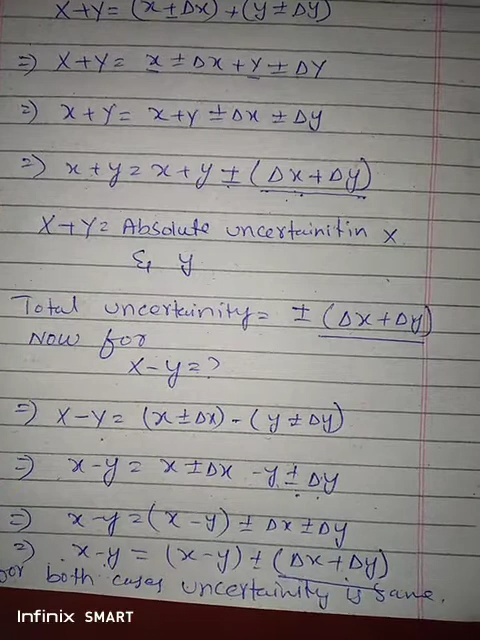 X+Y= (x±Δx)+(y±Δy)
=) X+Y= x±Δx+y±Δy
=) x+y= x+y ±Δx ±Δy
=) x+y=x+y±(Δx+Δy)
X+Y= Absolute uncertainitin x
& y
Total uncertainity= ± (Δx+Δy)
Now for
x-y=?
=) x-y= (x±Δx)-(y±Δy)
=) x-y= x±Δx -y±Δy
=) x-y=(x-y)±Δx±Δy
=) x-y= (x-y)±(Δx+Δy)
For both cases uncertainity is same.
Infinix SMART